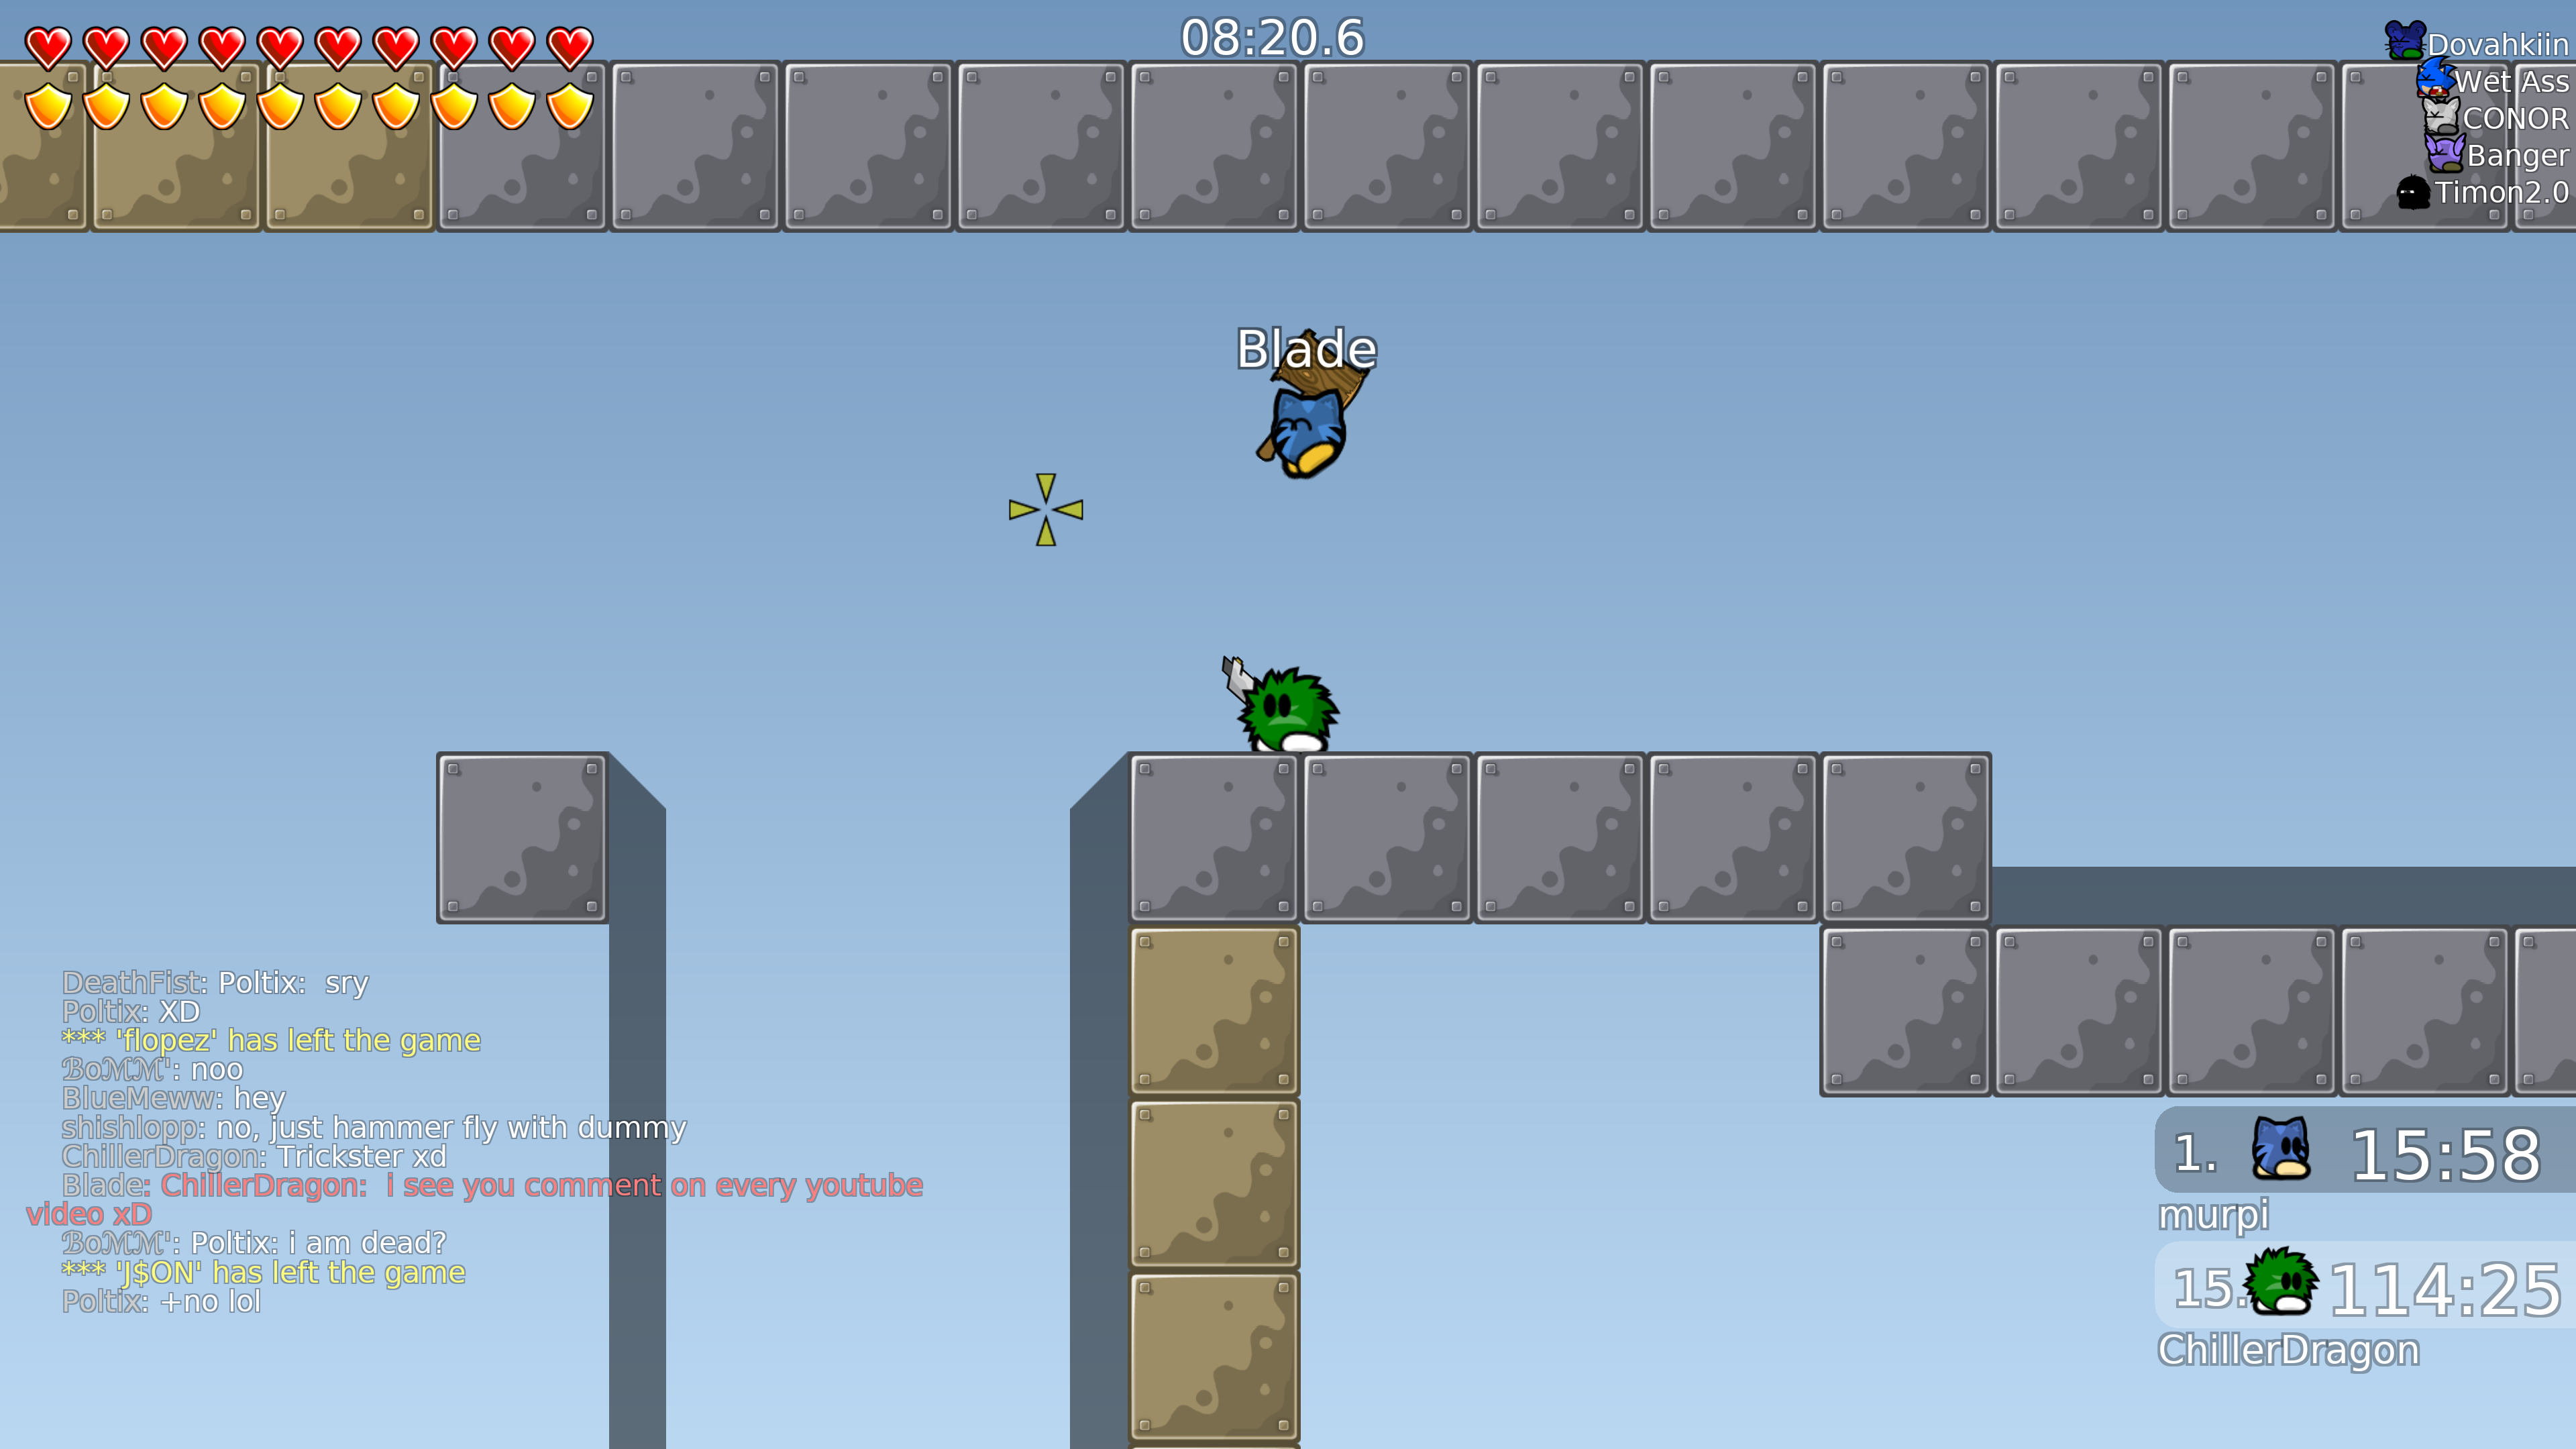 08:20.6
Dovahkiin
Wet Ass
CONOR
Banger
Timon2.0
Blade
DeathFist: Poltix:  sry
Poltix: XD
*** 'flopez' has left the game
ℬoℳℳ': noo
BlueMeww: hey
shishlopp: no, just hammer fly with dummy
ChillerDragon: Trickster xd
Blade: ChillerDragon:  i see you comment on every youtube
video xD
ℬoℳℳ': Poltix: i am dead?
*** 'J$ON' has left the game
Poltix: +no lol
1. 15:58
murpi
15. 114:25
ChillerDragon